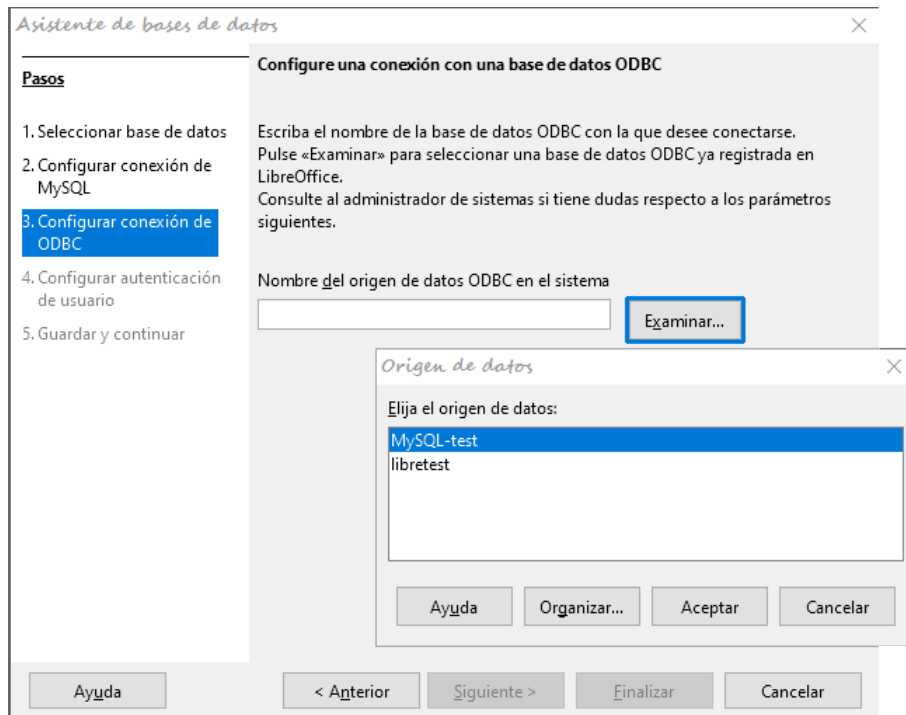 Asistente de bases de datos
Pasos
1. Seleccionar base de datos
2. Configurar conexión de
MySQL
3. Configurar conexión de
ODBC
4. Configurar autenticación
de usuario
5. Guardar y continuar
Configure una conexión con una base de datos ODBC
Escriba el nombre de la base de datos ODBC con la que desee conectarse.
Pulse «Examinar» para seleccionar una base de datos ODBC ya registrada en
LibreOffice.
Consulte al administrador de sistemas si tiene dudas respecto a los parámetros
siguientes.
Nombre del origen de datos ODBC en el sistema
Examinar...
Origen de datos
Elija el origen de datos:
MySQL-test
libretest
Ayuda
Organizar...
Aceptar
Cancelar
Ayuda
< Anterior
Siguiente >
Finalizar
Cancelar